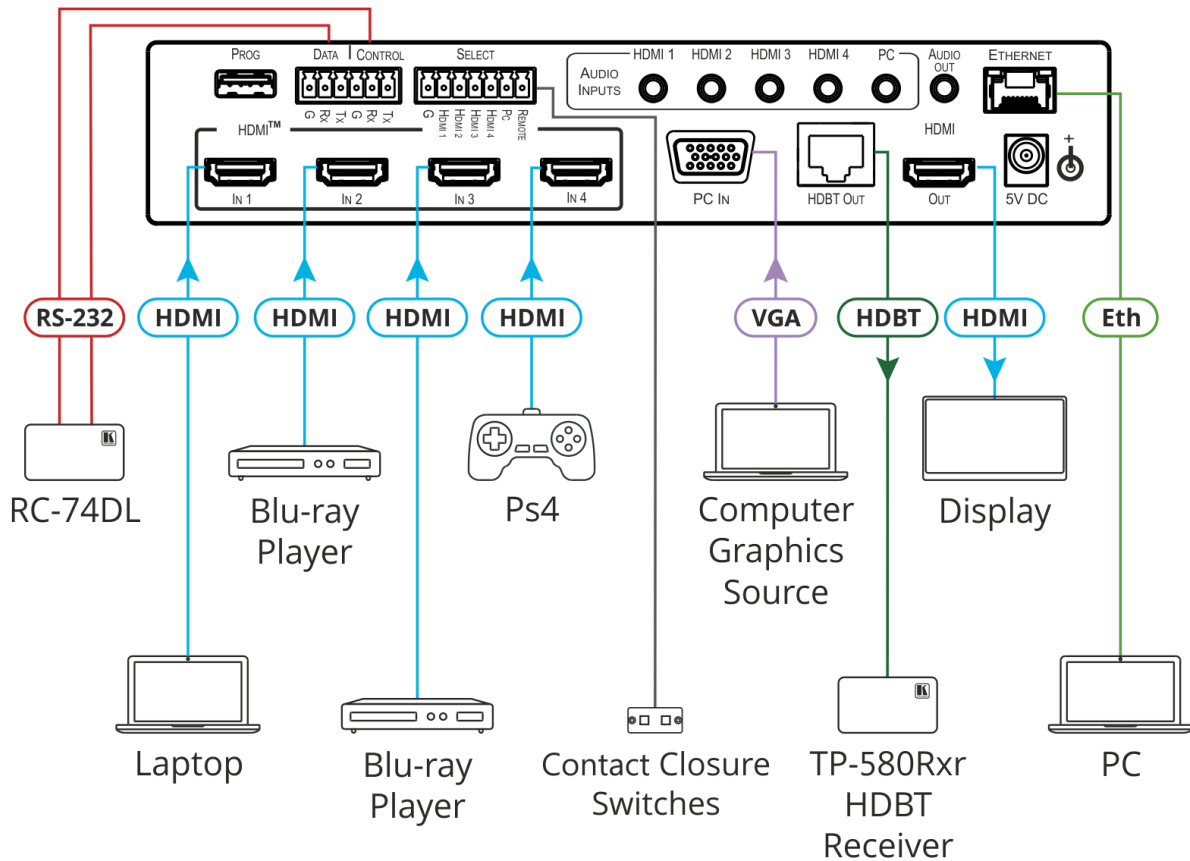 PROG
DATA | CONTROL
SELECT
AUDIO INPUTS
HDMI 1
HDMI 2
HDMI 3
HDMI 4
PC
AUDIO OUT
ETHERNET
G
RX
TX
G
RX
TX
G
HDMI 1
HDMI 2
HDMI 3
HDMI 4
PC
REMOTE
HDMI™
HDMI
+
IN 1
IN 2
IN 3
IN 4
PC IN
HDBT OUT
OUT
5V DC
RS-232
HDMI
HDMI
HDMI
HDMI
VGA
HDBT
HDMI
Eth
K
RC-74DL
Blu-ray
Player
Ps4
Computer
Graphics
Source
Display
K
Laptop
Blu-ray
Player
Contact Closure
Switches
TP-580Rxr
HDBT
Receiver
PC